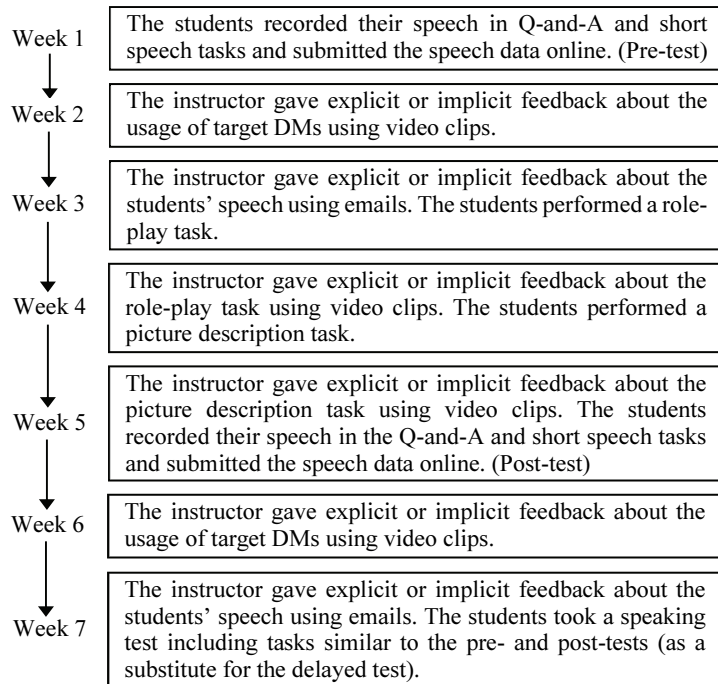 Week 1
The students recorded their speech in Q-and-A and short
speech tasks and submitted the speech data online. (Pre-test)
Week 2
The instructor gave explicit or implicit feedback about the
usage of target DMs using video clips.
Week 3
The instructor gave explicit or implicit feedback about the
students’ speech using emails. The students performed a role-
play task.
Week 4
The instructor gave explicit or implicit feedback about the
role-play task using video clips. The students performed a
picture description task.
Week 5
The instructor gave explicit or implicit feedback about the
picture description task using video clips. The students
recorded their speech in the Q-and-A and short speech tasks
and submitted the speech data online. (Post-test)
Week 6
The instructor gave explicit or implicit feedback about the
usage of target DMs using video clips.
Week 7
The instructor gave explicit or implicit feedback about the
students’ speech using emails. The students took a speaking
test including tasks similar to the pre- and post-tests (as a
substitute for the delayed test).